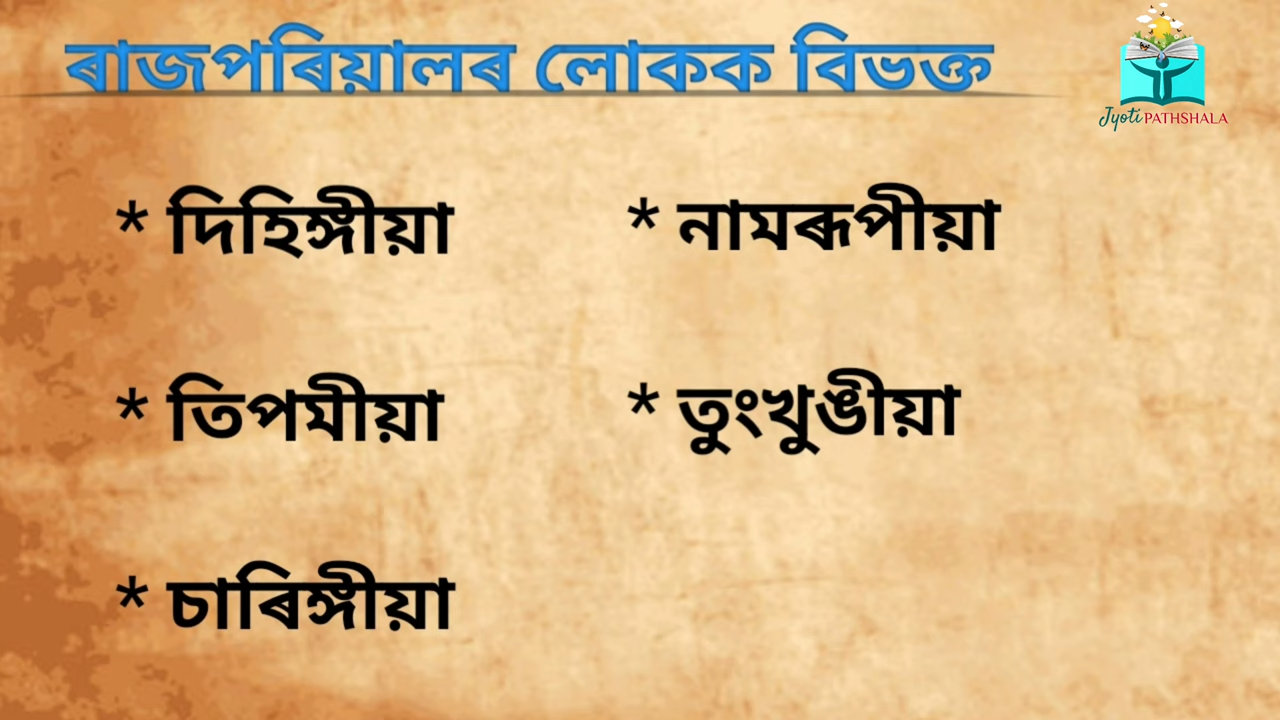 ৰাজপৰিয়ালৰ লোকক বিভক্ত
Jyoti PATHSHALA
* দিহিঙ্গীয়া
* নামৰূপীয়া
* তিপমীয়া
* তুংখুঙীয়া
* চাৰিঙ্গীয়া